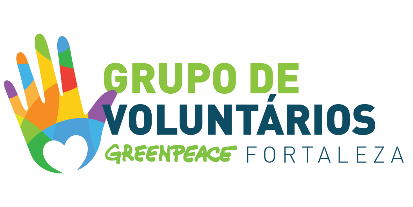 GRUPO DE
VOLUNTÁRIOS
GREENPEACE FORTALEZA